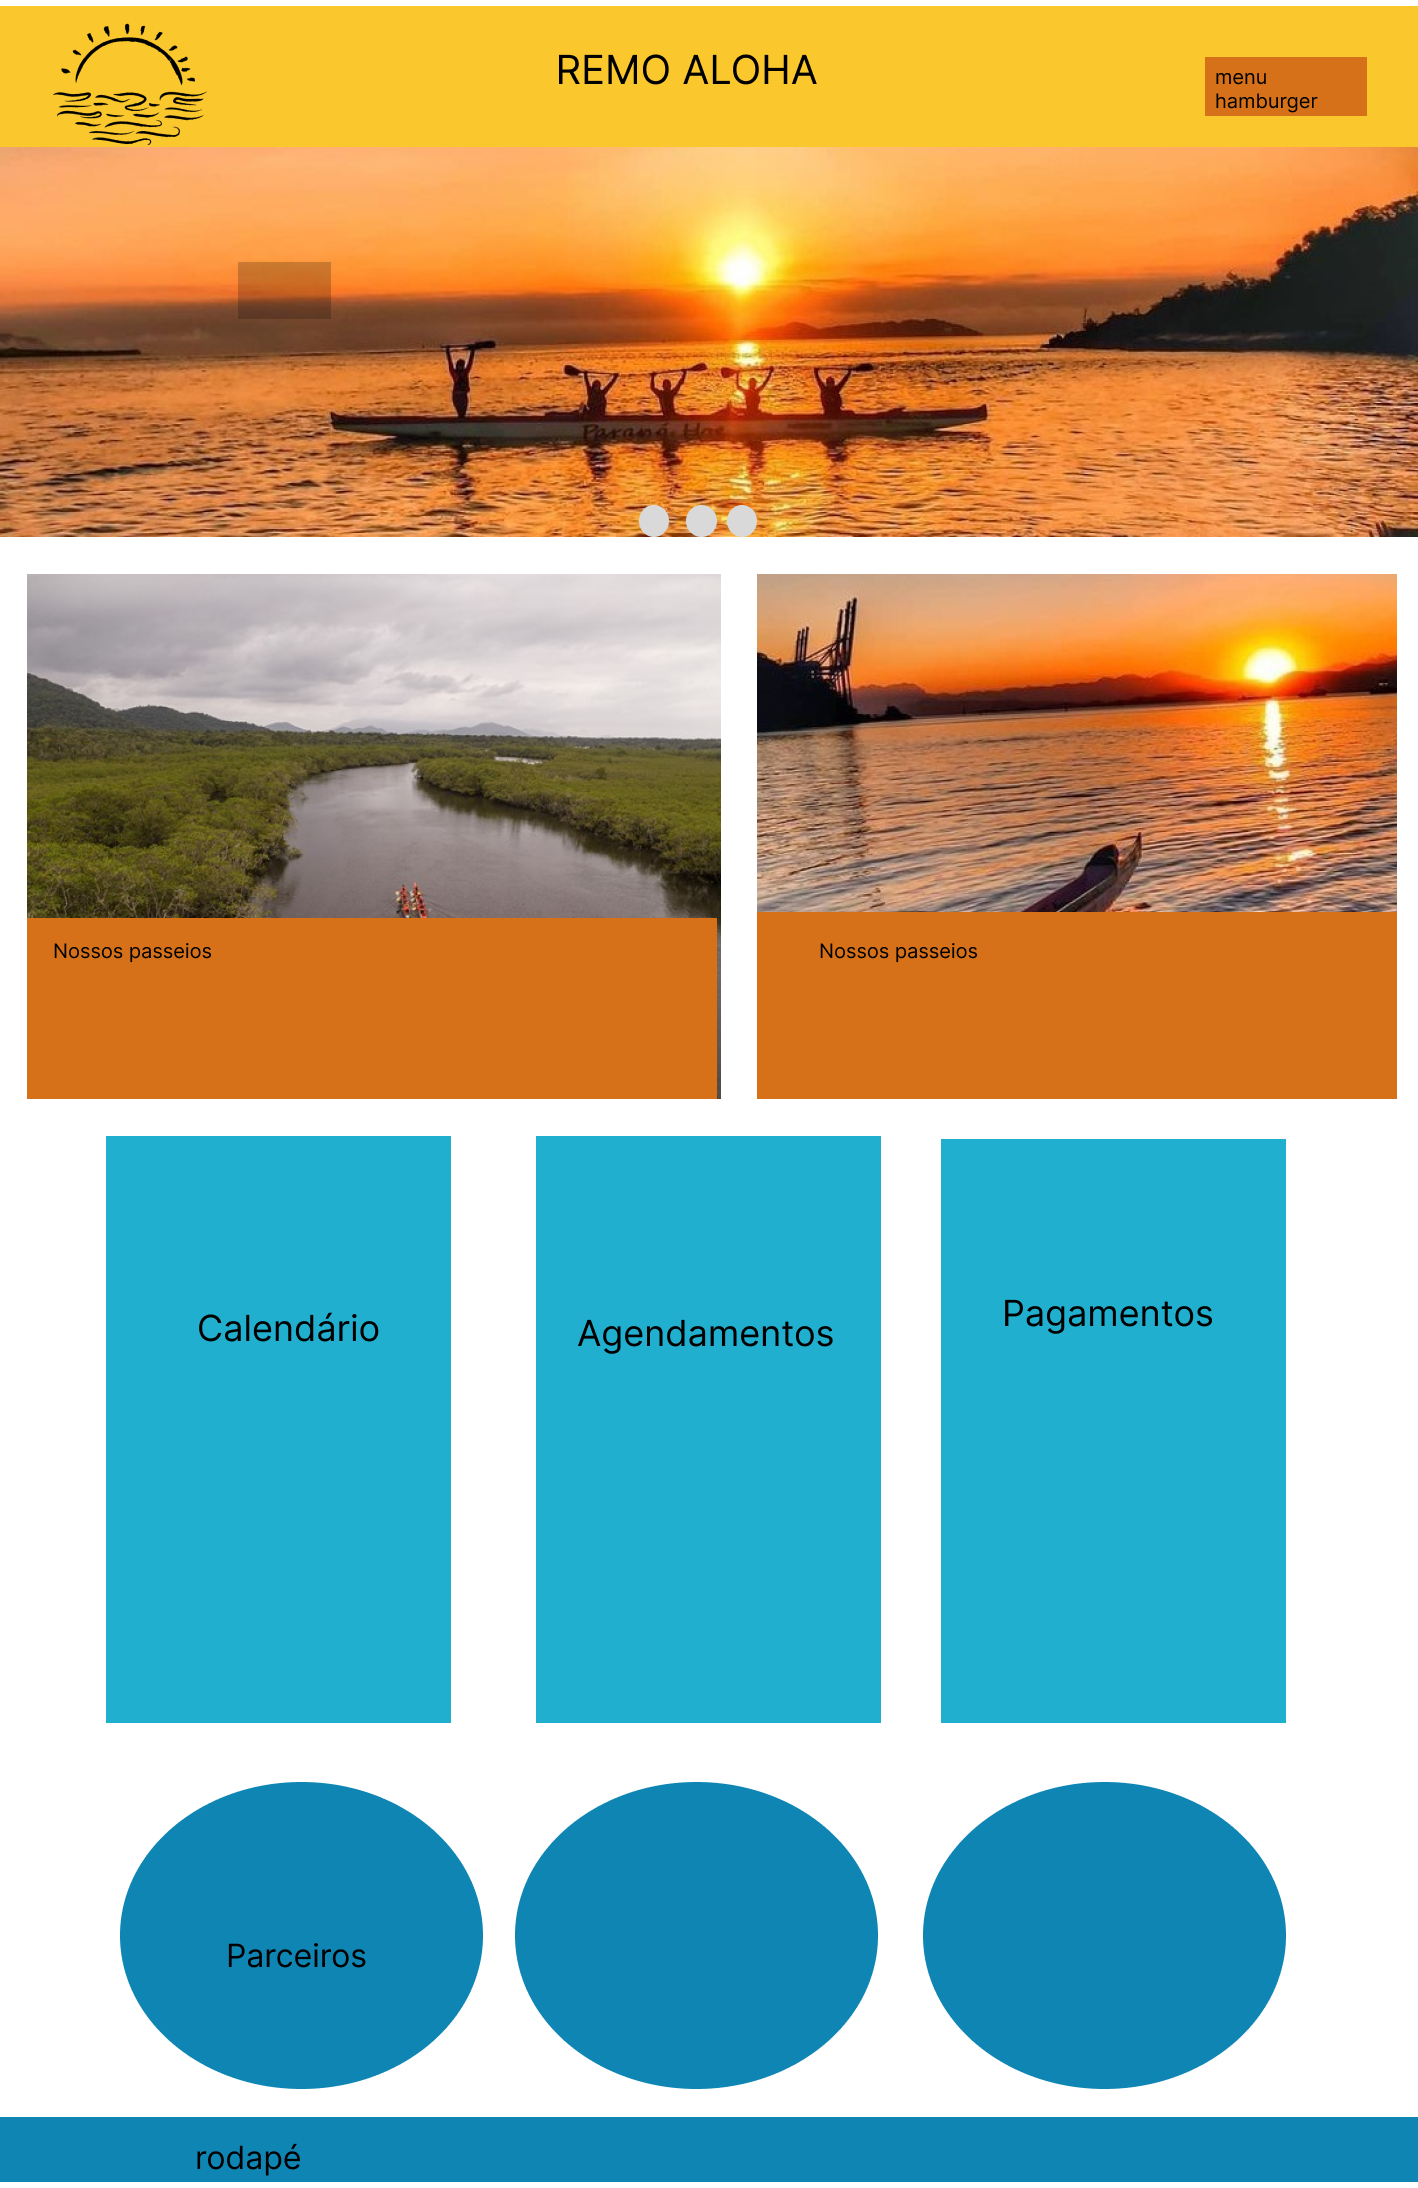 REMO ALOHA
menu
hamburger
Paraná Hoe
Nossos passeios
Nossos passeios
Calendário
Agendamentos
Pagamentos
Parceiros
rodapé